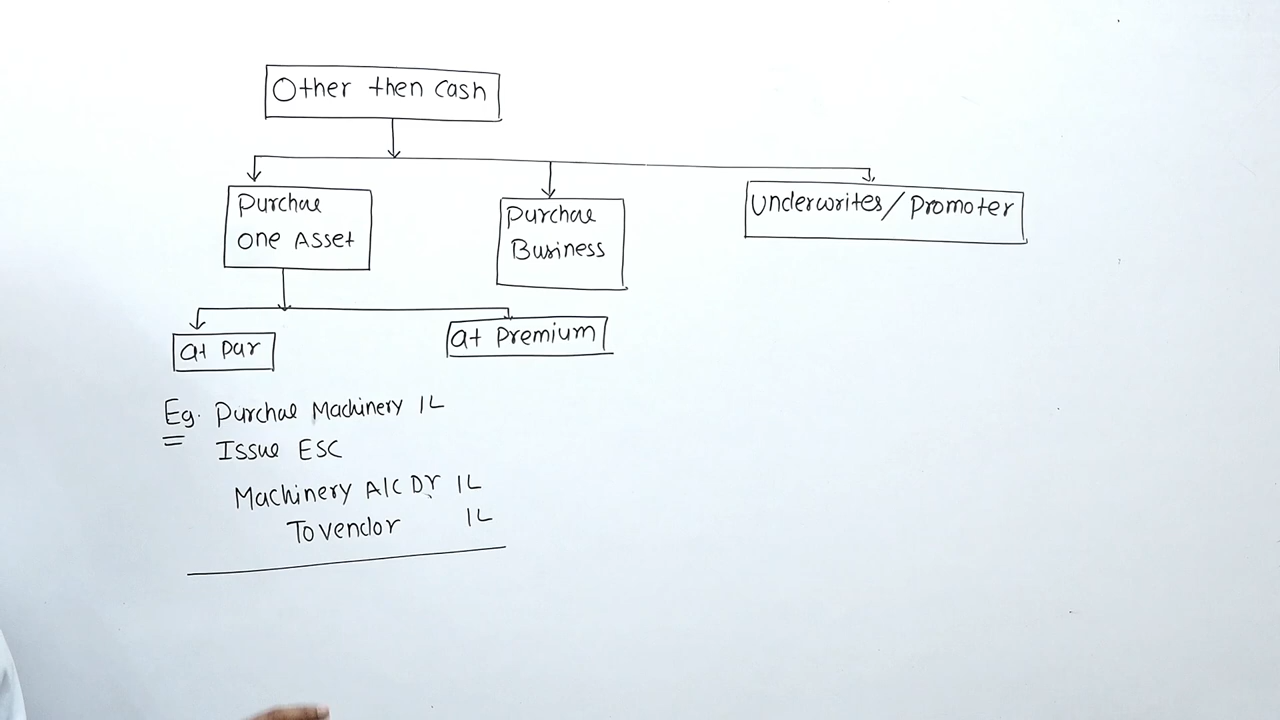 Other then Cash
Purchae
One Asset
Purchae
Business
Underwrites/Promoter
at Par
at Premium
Eg. Purchae Machinery 1L
Issue ESC
Machinery A/C Dr 1L
To vendor 1L